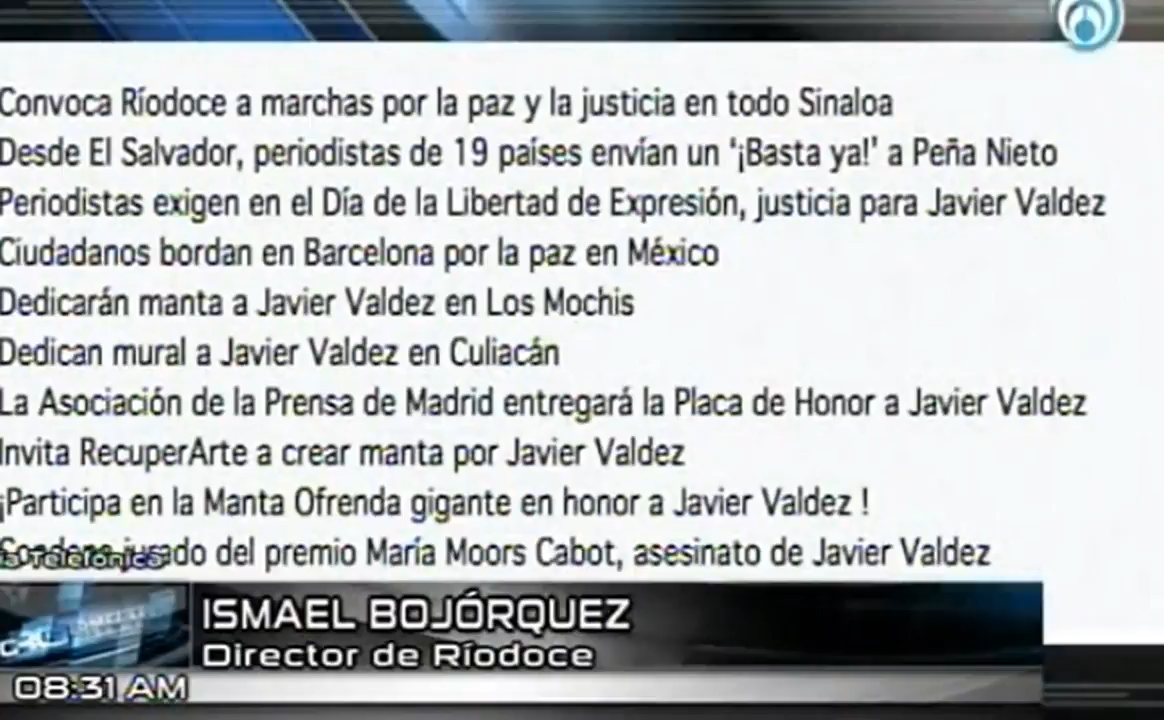 Convoca Ríodoce a marchas por la paz y la justicia en todo Sinaloa
Desde El Salvador, periodistas de 19 países envían un '¡Basta ya!' a Peña Nieto
Periodistas exigen en el Día de la Libertad de Expresión, justicia para Javier Valdez
Ciudadanos bordan en Barcelona por la paz en México
Dedicarán manta a Javier Valdez en Los Mochis
Dedican mural a Javier Valdez en Culiacán
La Asociación de la Prensa de Madrid entregará la Placa de Honor a Javier Valdez
Invita RecuperArte a crear manta por Javier Valdez
¡Participa en la Manta Ofrenda gigante en honor a Javier Valdez !
jurado del premio María Moors Cabot, asesinato de Javier Valdez
ISMAEL BOJÓRQUEZ
Director de Ríodoce
08:31 AM